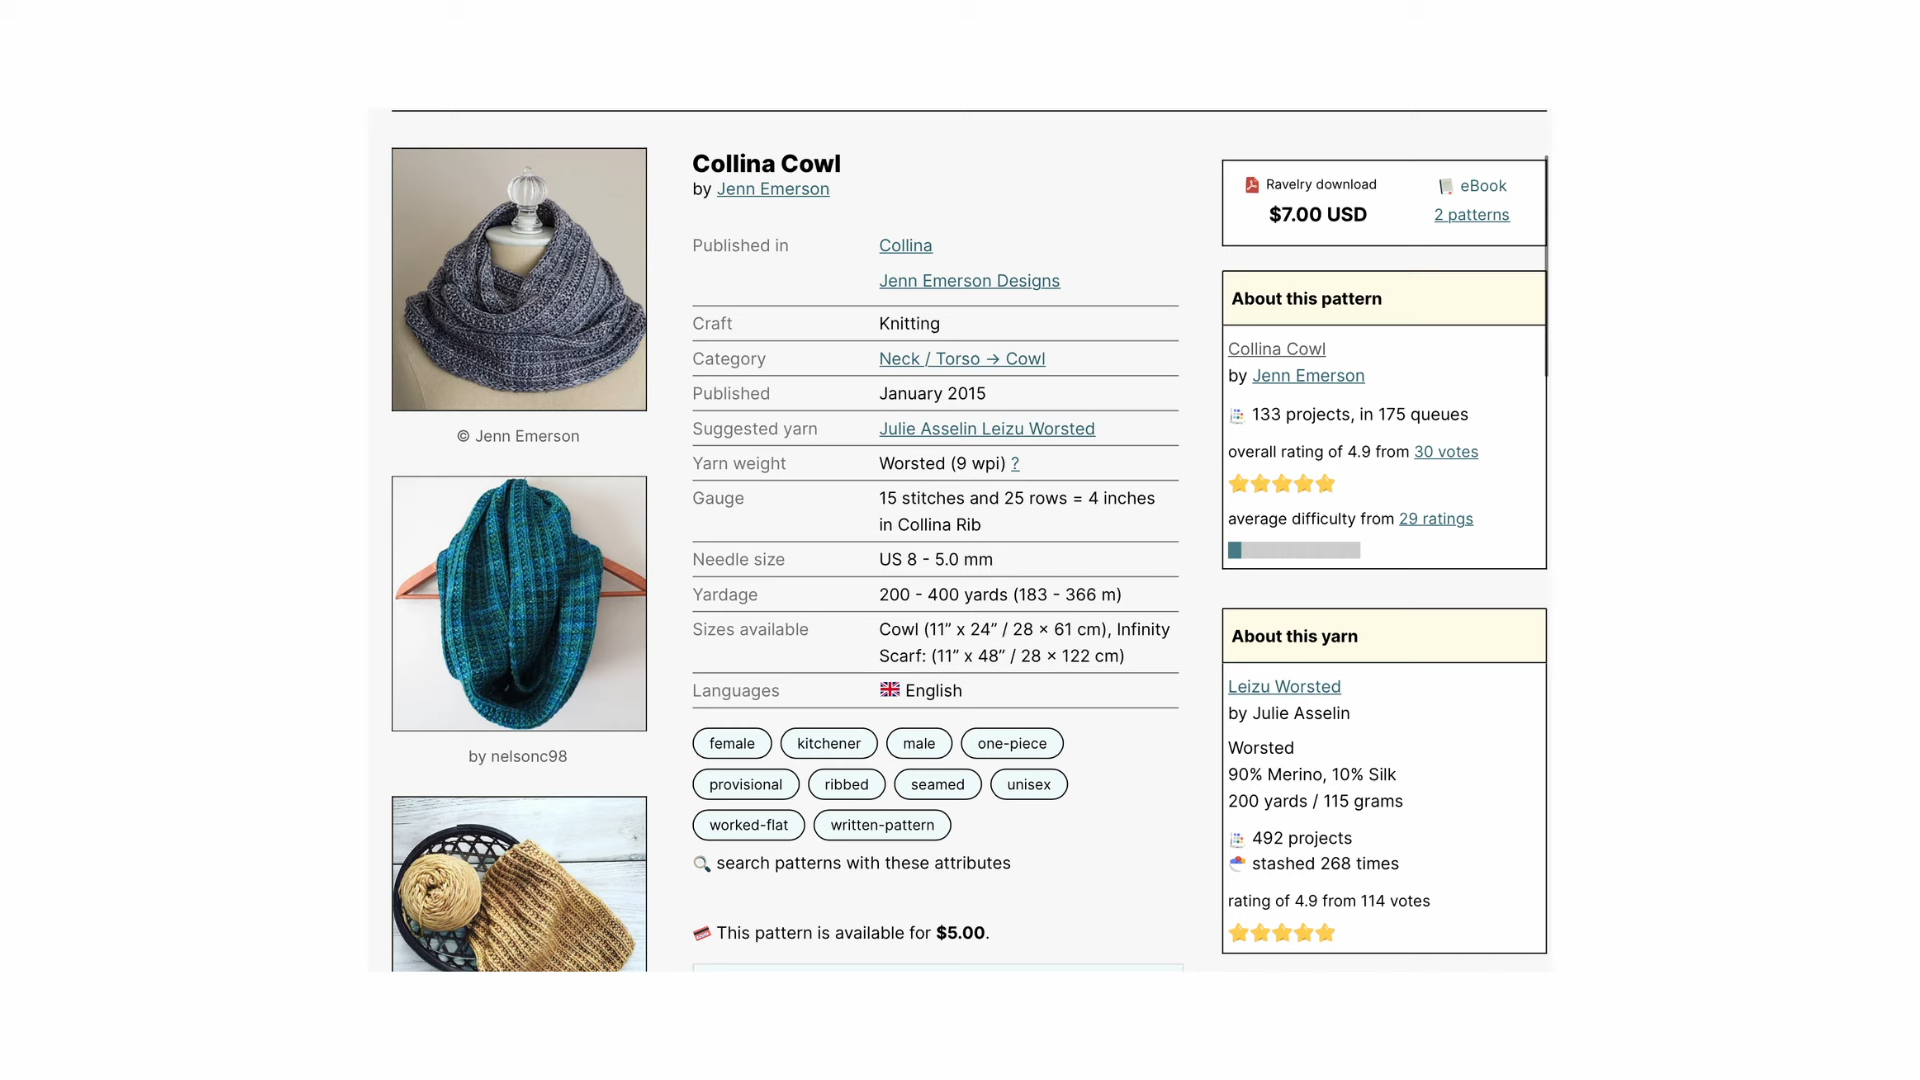 Collina Cowl
by Jenn Emerson
Published in Collina
Jenn Emerson Designs
Craft Knitting
Category Neck / Torso → Cowl
Published January 2015
Suggested yarn Julie Asselin Leizu Worsted
Yarn weight Worsted (9 wpi) ?
Gauge 15 stitches and 25 rows = 4 inches
in Collina Rib
Needle size US 8 - 5.0 mm
Yardage 200 - 400 yards (183 - 366 m)
Sizes available Cowl (11” x 24” / 28 × 61 cm), Infinity
Scarf: (11” x 48” / 28 × 122 cm)
Languages English
female kitchener male one-piece
provisional ribbed seamed unisex
worked-flat written-pattern
search patterns with these attributes
This pattern is available for $5.00.
© Jenn Emerson
by nelsonc98
Ravelry download
$7.00 USD
eBook
2 patterns
About this pattern
Collina Cowl
by Jenn Emerson
133 projects, in 175 queues
overall rating of 4.9 from 30 votes
average difficulty from 29 ratings
About this yarn
Leizu Worsted
by Julie Asselin
Worsted
90% Merino, 10% Silk
200 yards / 115 grams
492 projects
stashed 268 times
rating of 4.9 from 114 votes